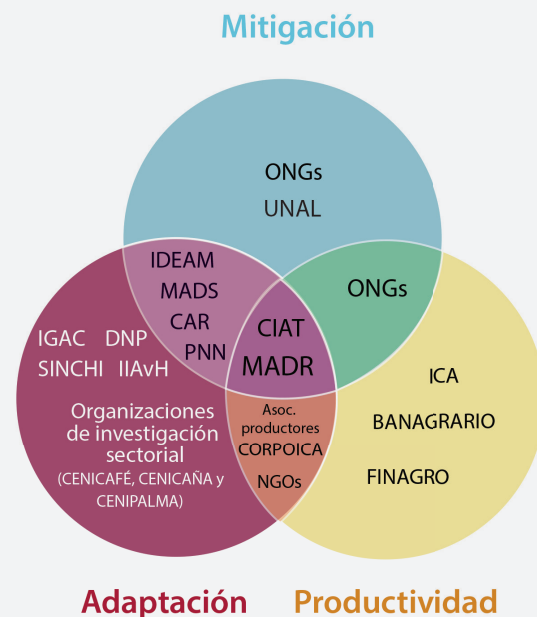 Mitigación
ONGs
UNAL
IDEAM
MADS
CAR
PNN
ONGs
CIAT
MADR
IGAC DNP
SINCHI IIAvH
Organizaciones
de investigación
sectorial
(CENICAFÉ, CENICAÑA y
CENIPALMA)
Asoc.
productores
CORPOICA
NGOs
ICA
BANAGRARIO
FINAGRO
Adaptación
Productividad